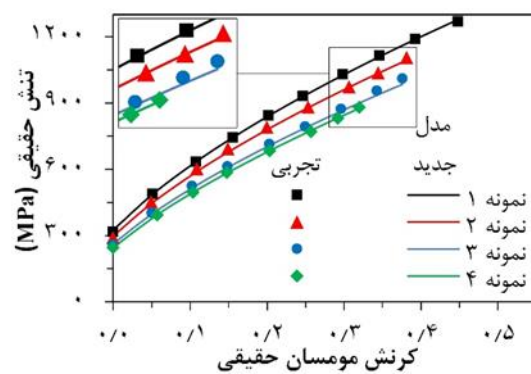 تنش حقیقی (MPa)
۱۲۰۰
۹۰۰
۶۰۰
۳۰۰
۰
۰/۰
۰/۱
۰/۲
۰/۳
۰/۴
۰/۵
کرنش مومسان حقیقی
مدل
تجربی جدید
نمونه ۱
نمونه ۲
نمونه ۳
نمونه ۴